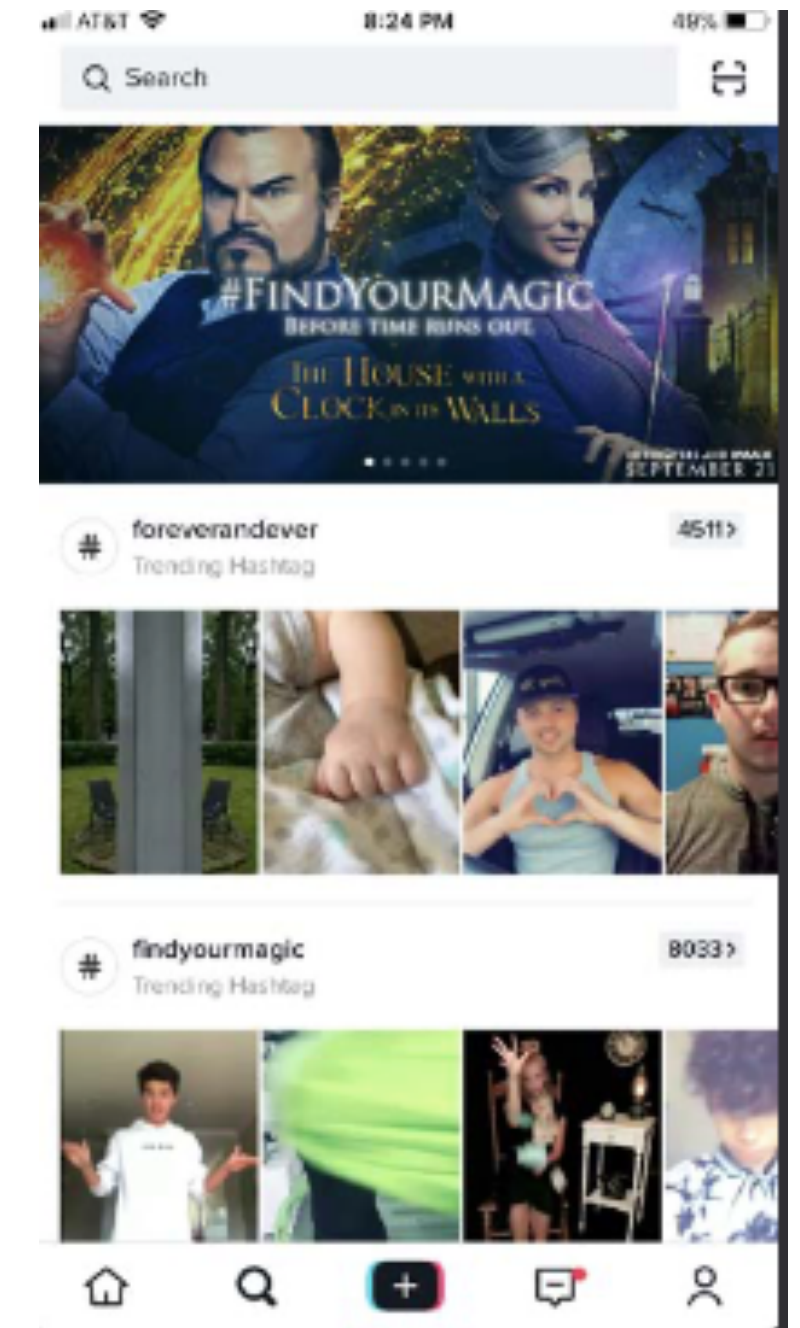 AT&T 8:24 PM 49%
Search
#FINDYOURMAGIC
BEFORE TIME RUNS OUT
THE HOUSE WITH A
CLOCK IN ITS WALLS
SEPTEMBER 21
foreverandever 4511>
Trending Hashtag
findyourmagic 8033>
Trending Hashtag